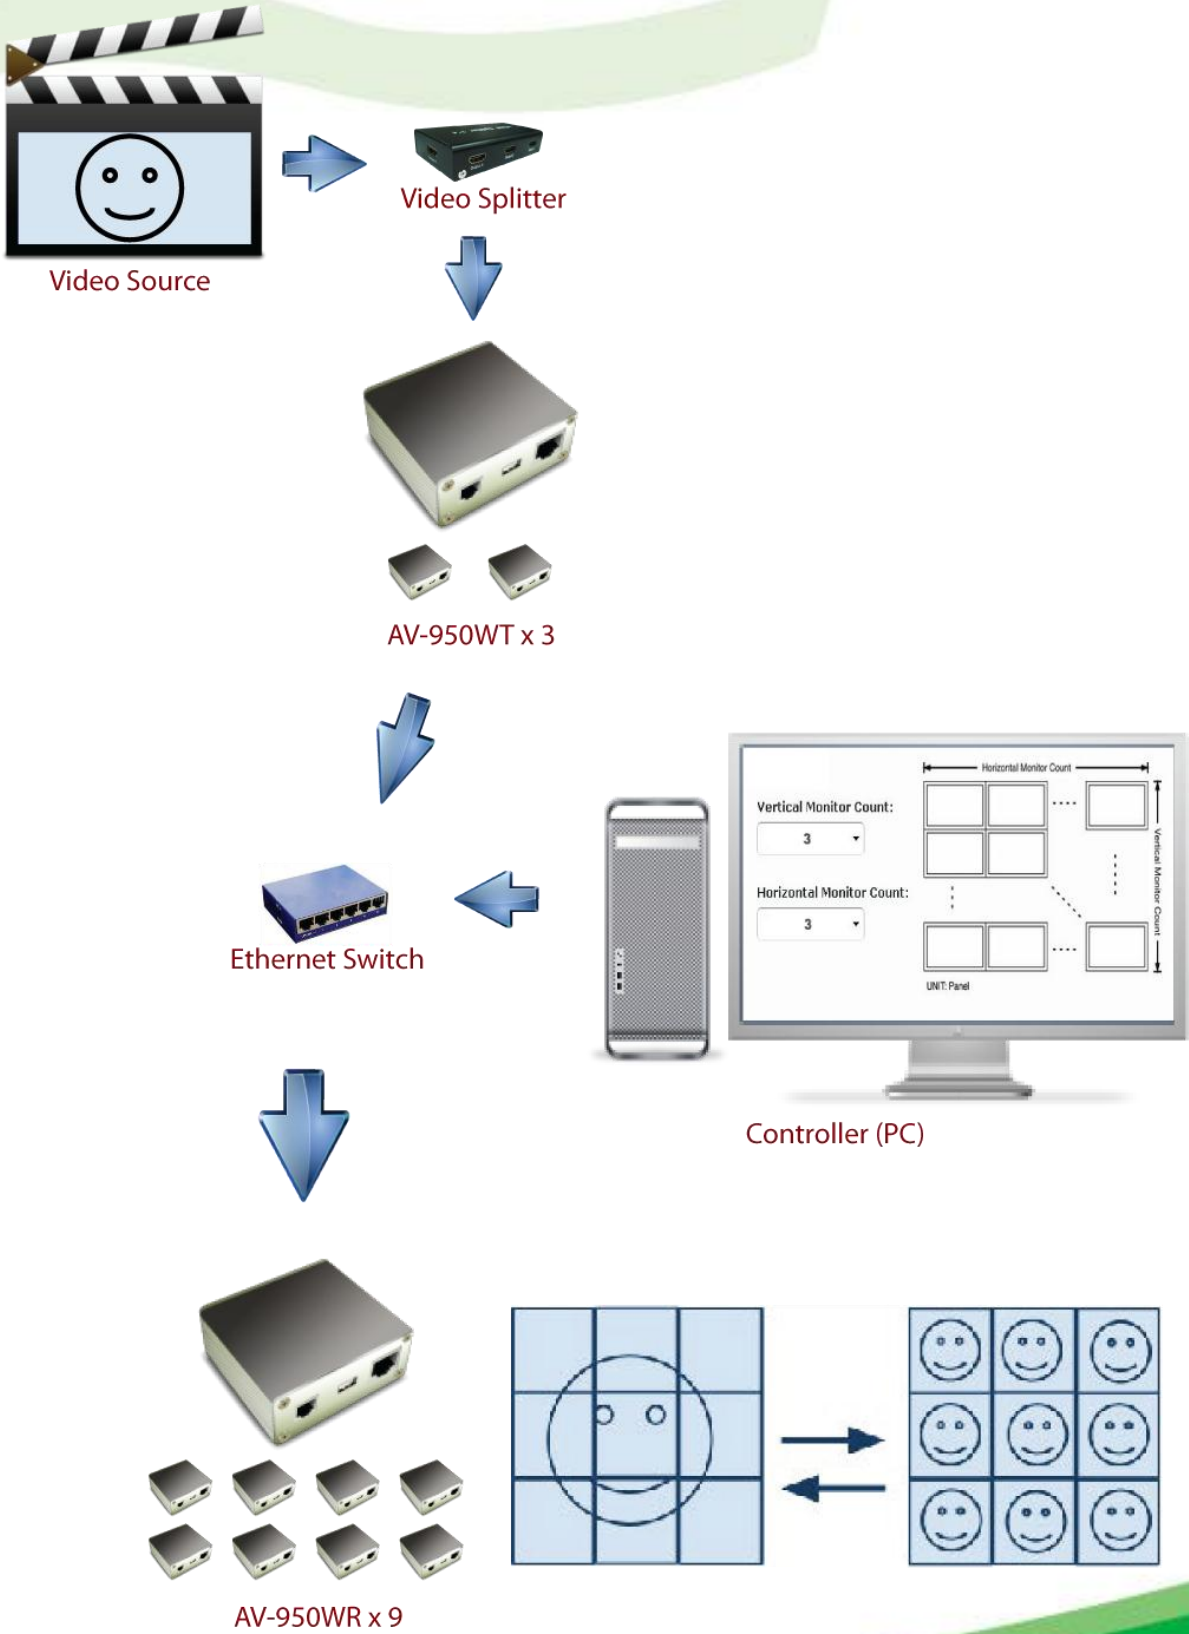 Video Splitter
Video Source
AV-950WT x 3
Horizontal Monitor Count
Vertical Monitor Count:
3
Vertical Monitor Count
Horizontal Monitor Count:
3
UNIT: Panel
Ethernet Switch
Controller (PC)
AV-950WR x 9